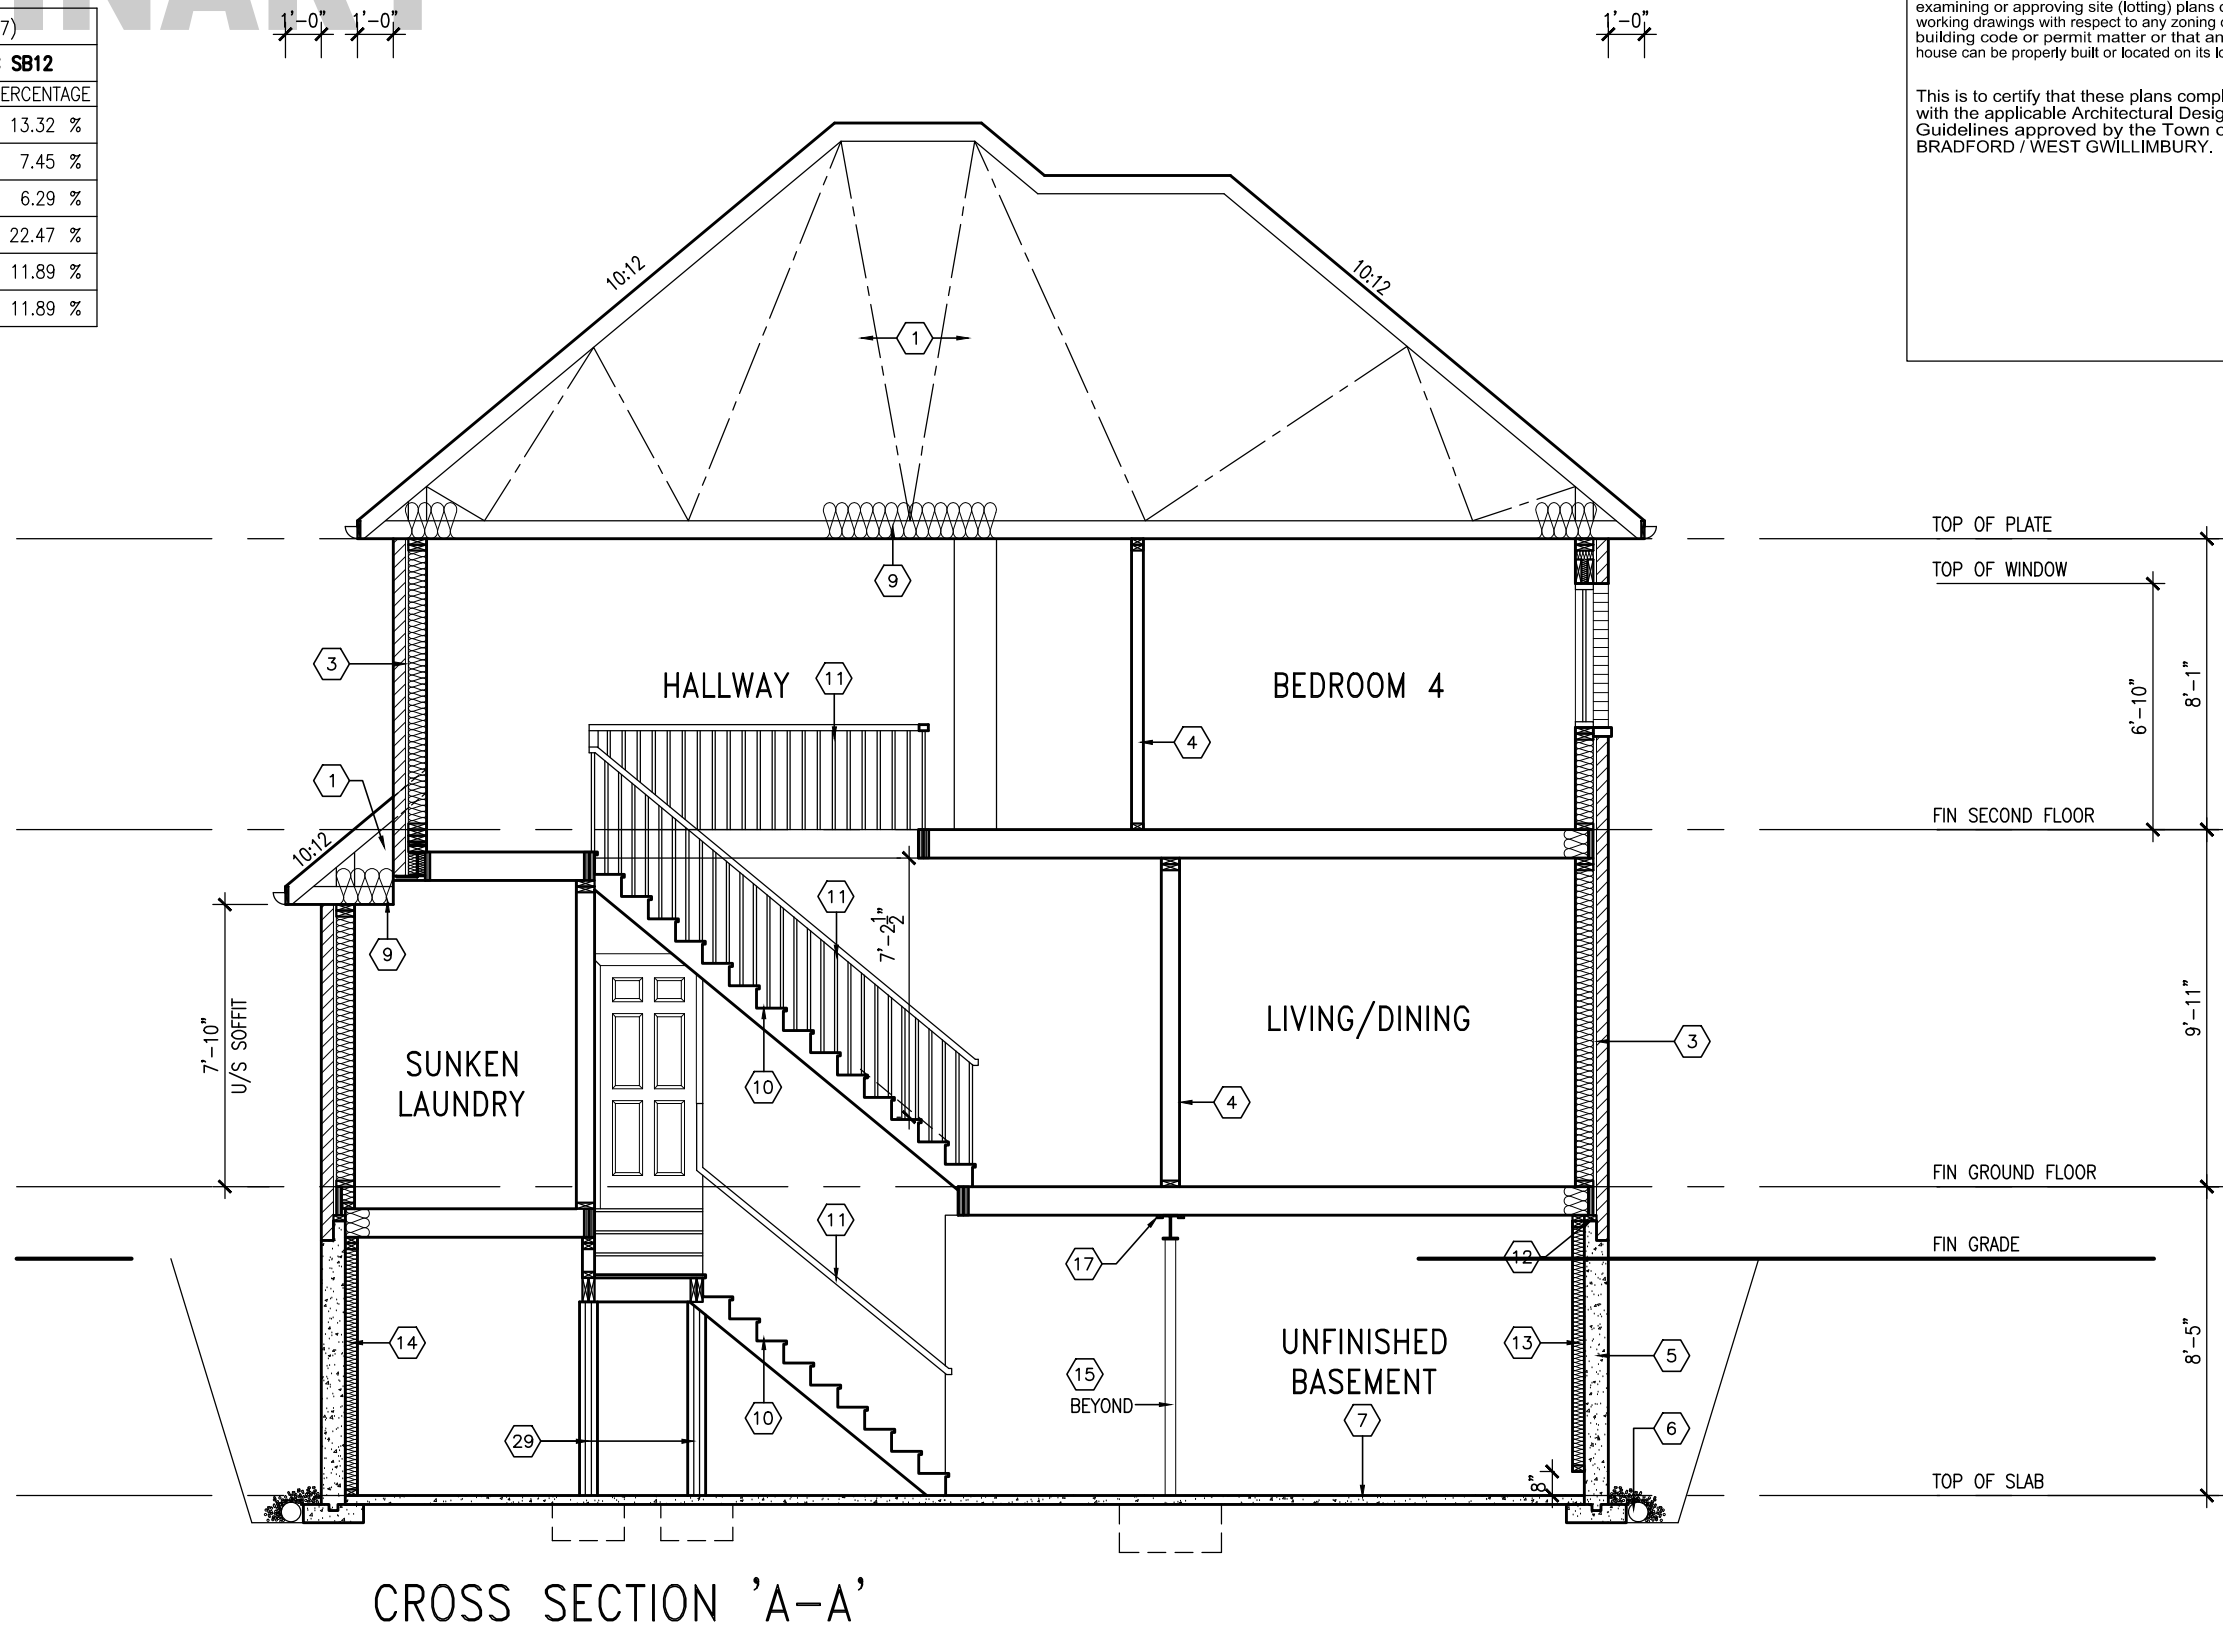 7)
SB12
ERCENTAGE
13.32 %
7.45 %
6.29 %
22.47 %
11.89 %
11.89 %
1'-0" 1'-0"
1'-0"
examining or approving site (lotting) plans
working drawings with respect to any zoning
building code or permit matter or that
house can be properly built or located on its
This is to certify that these plans
with the applicable Architectural
Guidelines approved by the Town
BRADFORD / WEST GWILLIMBURY.
10:12
10:12
1
TOP OF PLATE
9
TOP OF WINDOW
3
HALLWAY
11
BEDROOM 4
6'-10"
8'-1"
4
1
10:12
FIN SECOND FLOOR
9
11
7'-2½"
7'-10"
U/S SOFFIT
LIVING/DINING
9'-11"
3
SUNKEN
LAUNDRY
10
4
FIN GROUND FLOOR
11
17
12
FIN GRADE
14
UNFINISHED
BASEMENT
13
5
8'-5"
15
BEYOND
10
7
29
6
8"
TOP OF SLAB
CROSS SECTION 'A-A'